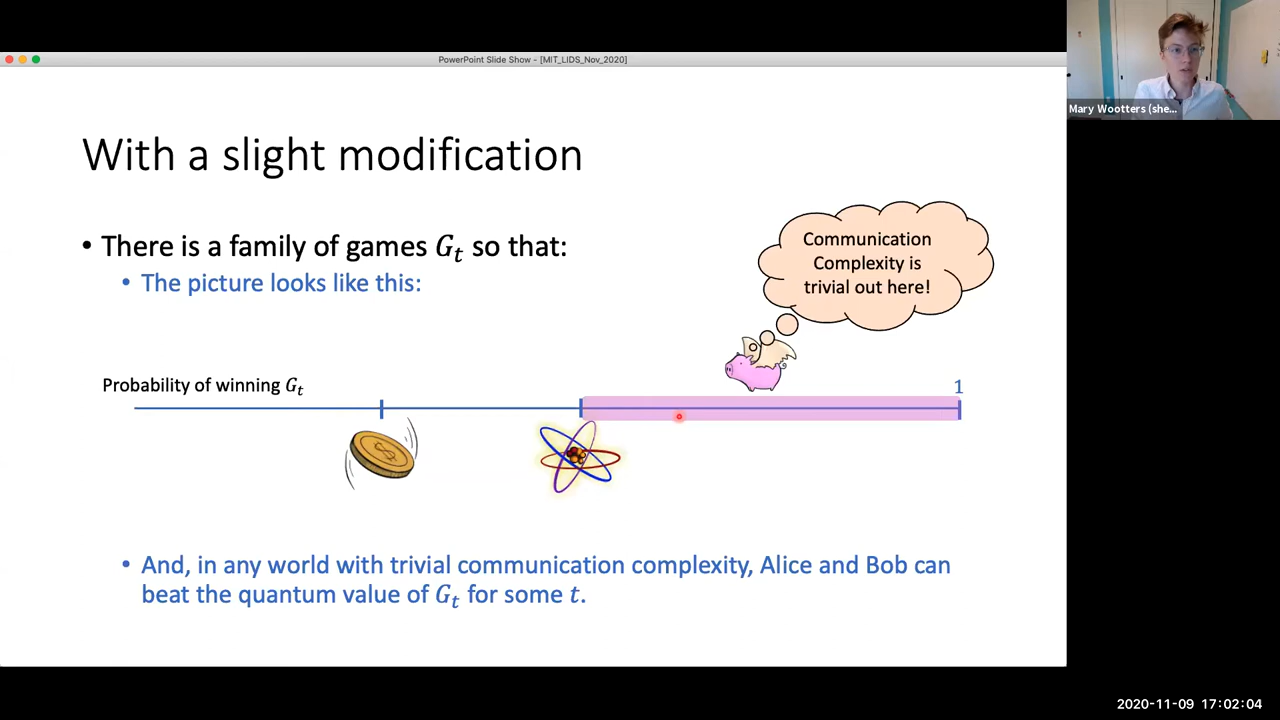 PowerPoint Slide Show - [MIT_LIDS_Nov_2020]
Mary Wootters (she...
With a slight modification
• There is a family of games G_t so that:
• The picture looks like this:
Communication
Complexity is
trivial out here!
Probability of winning G_t
1
$
• And, in any world with trivial communication complexity, Alice and Bob can
beat the quantum value of G_t for some t.
2020-11-09 17:02:04